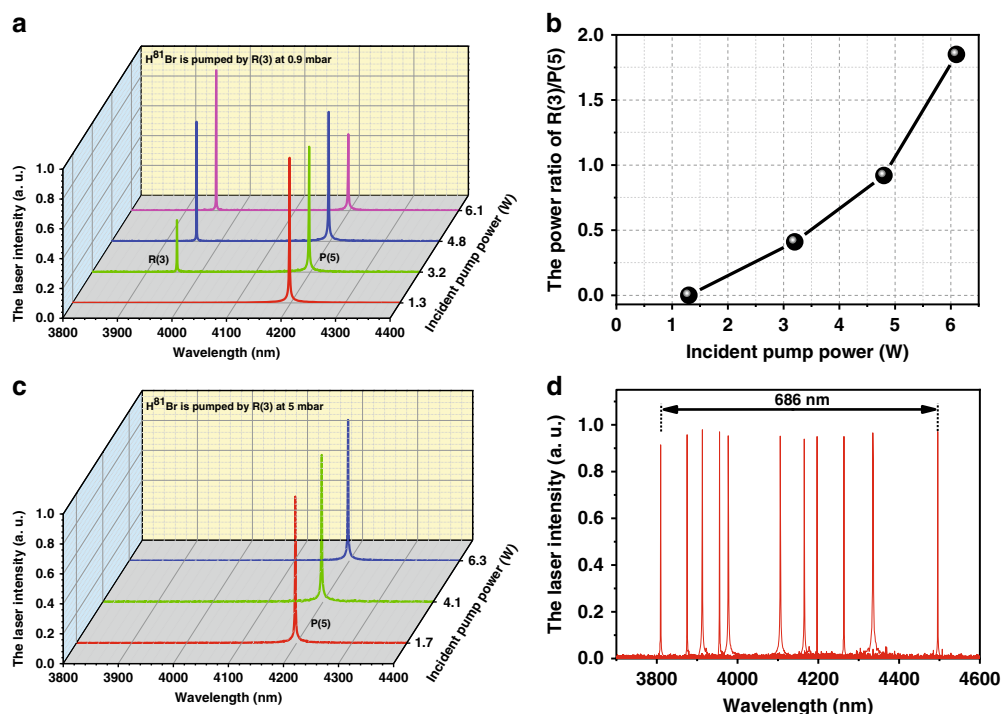 a
H⁸¹Br is pumped by R(3) at 0.9 mbar
The laser intensity (a. u.)
1.0
0.8
0.6
0.4
0.2
0.0
R(3)
P(5)
6.1
4.8
3.2
1.3
Incident pump power (W)
3800 3900 4000 4100 4200 4300 4400
Wavelength (nm)
b
The power ratio of R(3)/P(5)
2.0
1.5
1.0
0.5
0.0
0 1 2 3 4 5 6
Incident pump power (W)
c
H⁸¹Br is pumped by R(3) at 5 mbar
The laser intensity (a. u.)
1.0
0.8
0.6
0.4
0.2
0.0
P(5)
6.3
4.1
1.7
Incident pump power (W)
3800 3900 4000 4100 4200 4300 4400
Wavelength (nm)
d
686 nm
The laser intensity (a. u.)
1.0
0.8
0.6
0.4
0.2
0.0
3800 4000 4200 4400 4600
Wavelength (nm)